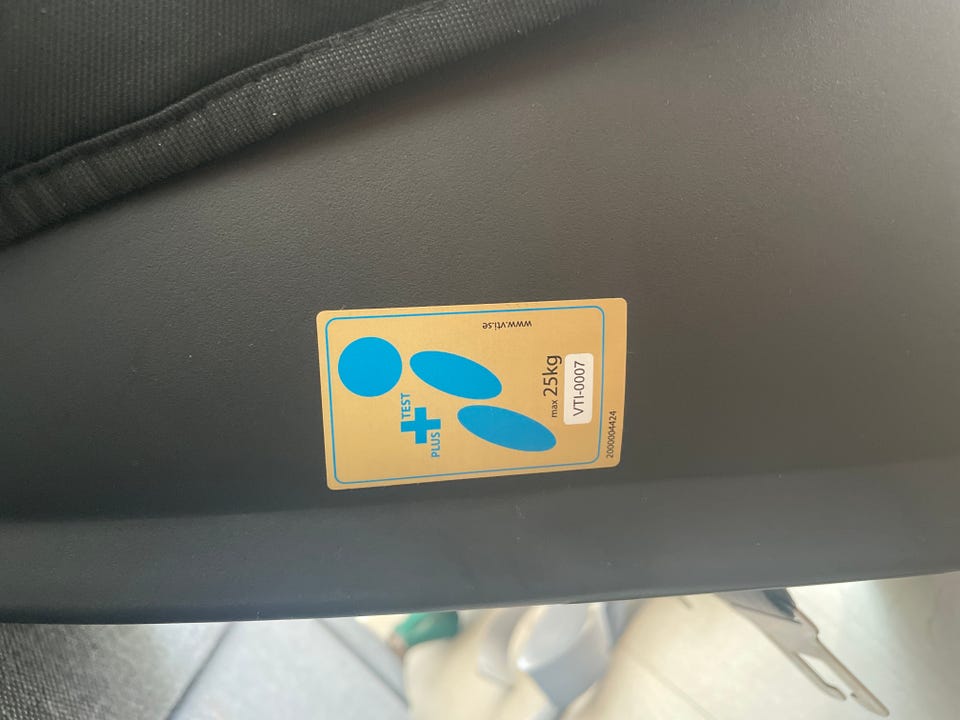 www.vti.se
PLUS TEST
max 25kg
VTI-0007
2000004424